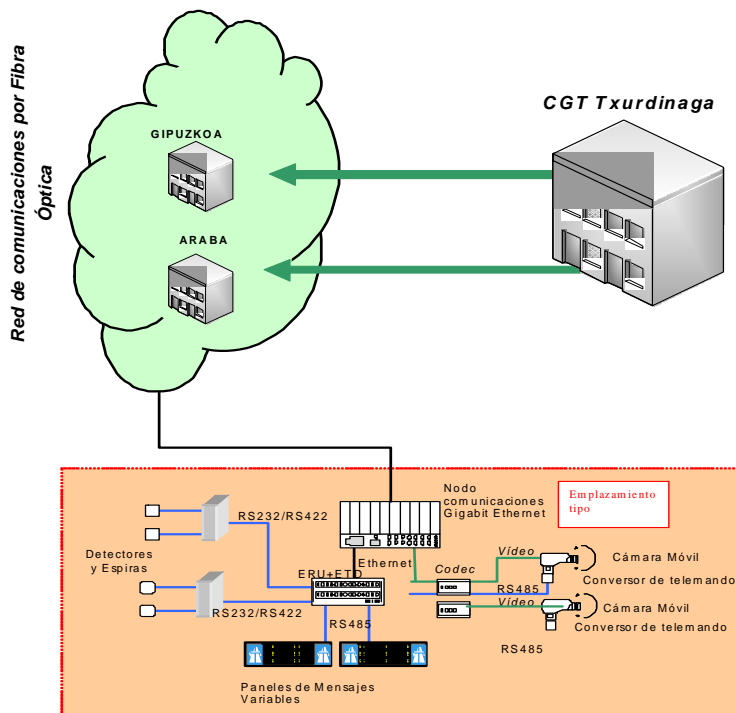 Red de comunicaciones por Fibra
Óptica
GIPUZKOA
ARABA
CGT Txurdinaga
Nodo
comunicaciones
Gigabit Ethernet
Emplazamiento
tipo
RS232/RS422
Detectores
y Espiras
Ethernet
ERU+ETD
RS232/RS422
RS485
Codec
Vídeo
Cámara Móvil
RS485
Conversor de telemando
Vídeo
Cámara Móvil
Conversor de telemando
RS485
Paneles de Mensajes
Variables